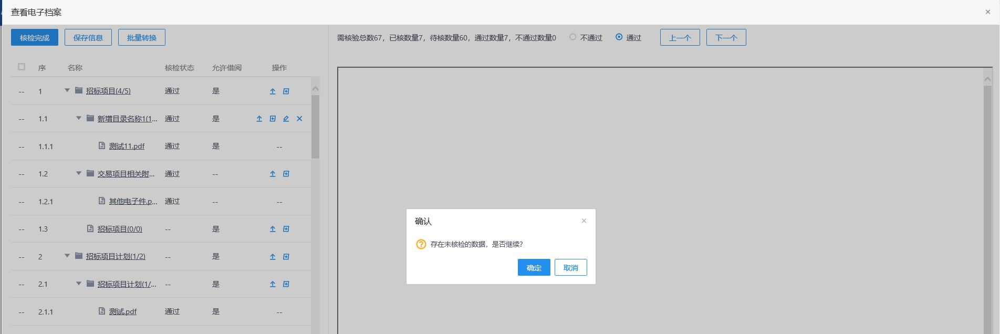 查看电子档案
核检完成 保存信息 批量转换
需核验总数67，已核数量7，待核数量60，通过数量7，不通过数量0 不通过 通过 上一个 下一个
序 名称 核检状态 允许借阅 操作
-- 1 招标项目(4/5) 通过 是
-- 1.1 新增目录名称1(1... 通过 是
-- 1.1.1 测试11.pdf 通过 是 --
-- 1.2 交易项目相关附... 通过 --
-- 1.2.1 其他电子件.p... 通过 -- --
-- 1.3 招标项目(0/0) -- 是
-- 2 招标项目计划(1/2) -- 是
-- 2.1 招标项目计划(1/... -- 是
-- 2.1.1 测试.pdf 通过 是 --
确认
存在未核检的数据，是否继续?
确定 取消